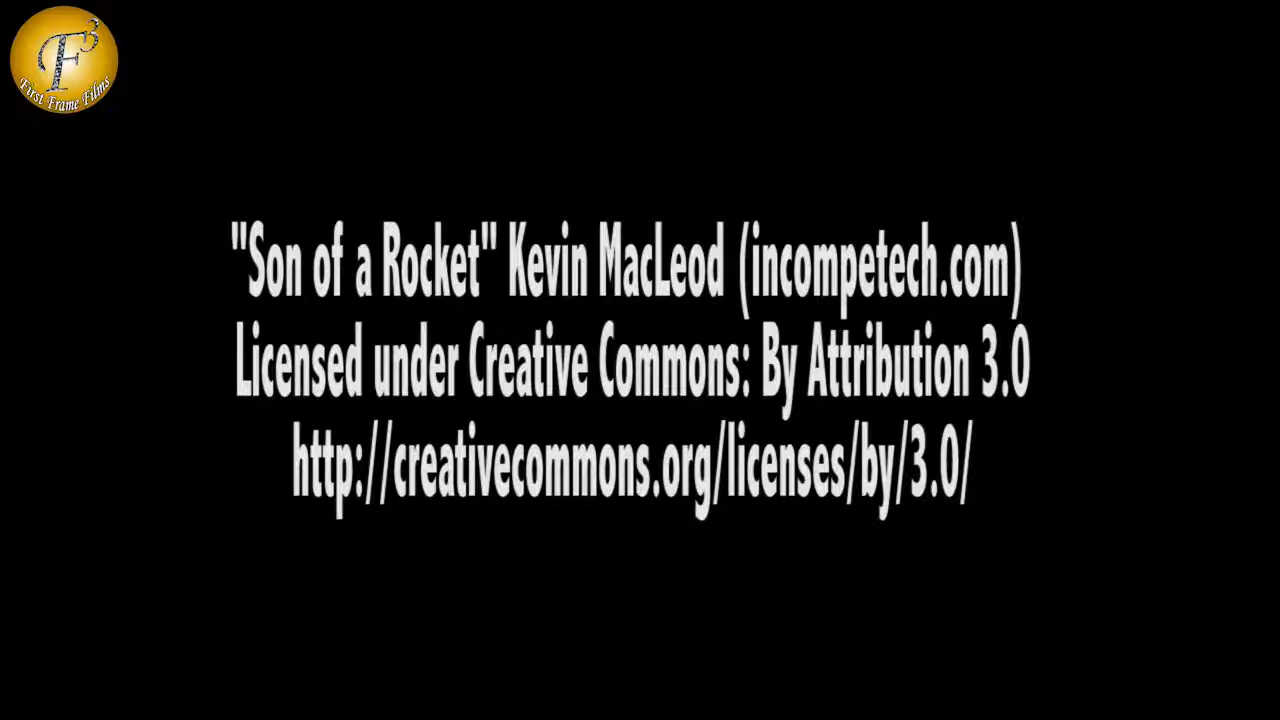 F3
First Frame Films
"Son of a Rocket" Kevin MacLeod (incompetech.com)
Licensed under Creative Commons: By Attribution 3.0
http://creativecommons.org/licenses/by/3.0/